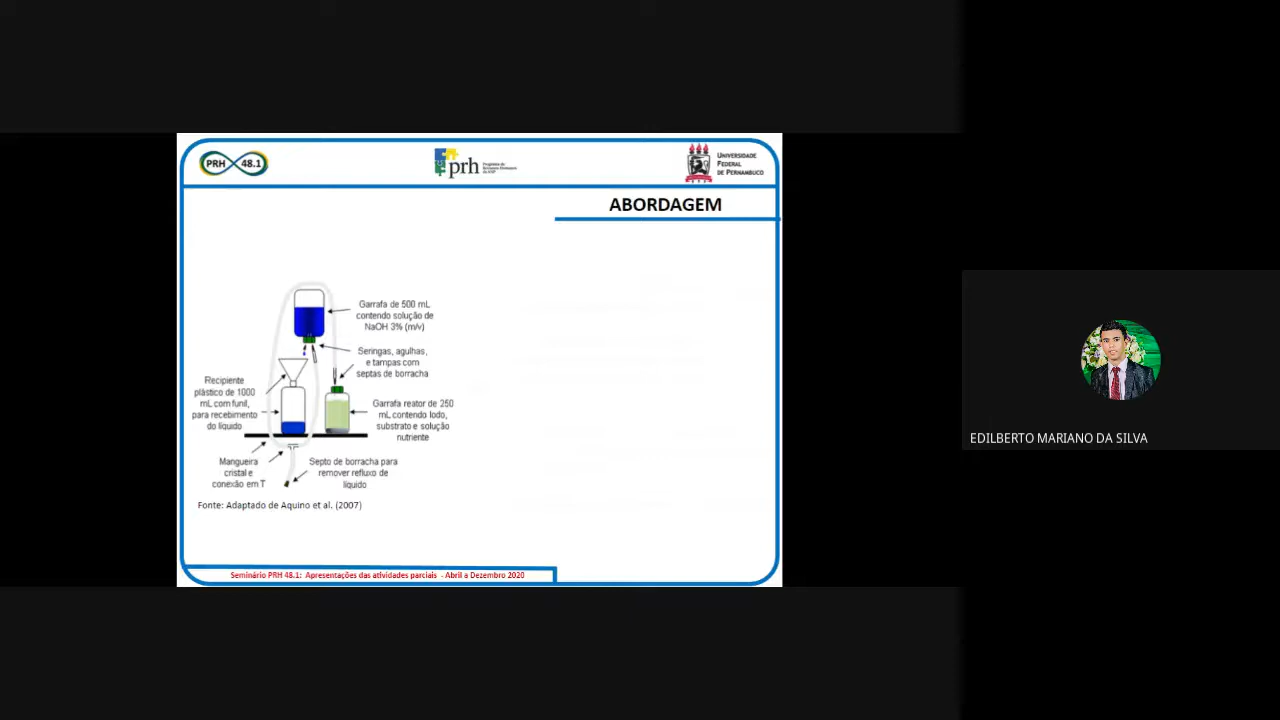 PRH 48.1
prh
UNIVERSIDADE
FEDERAL
DE PERNAMBUCO
ABORDAGEM
Garrafa de 500 mL
contendo solução de
NaOH 3% (m/v)
Seringas, agulhas,
e tampas com
septas de borracha
Recipiente
plástico de 1000
mL com funil,
para recebimento
do líquido
Garrafa reator de 250
mL contendo lodo,
substrato e solução
nutriente
Mangueira
cristal e
conexão em T
Septo de borracha para
remover refluxo de
líquido
Fonte: Adaptado de Aquino et al. (2007)
Seminário PRH 48.1: Apresentações das atividades parciais - Abril a Dezembro 2020
EDILBERTO MARIANO DA SILVA